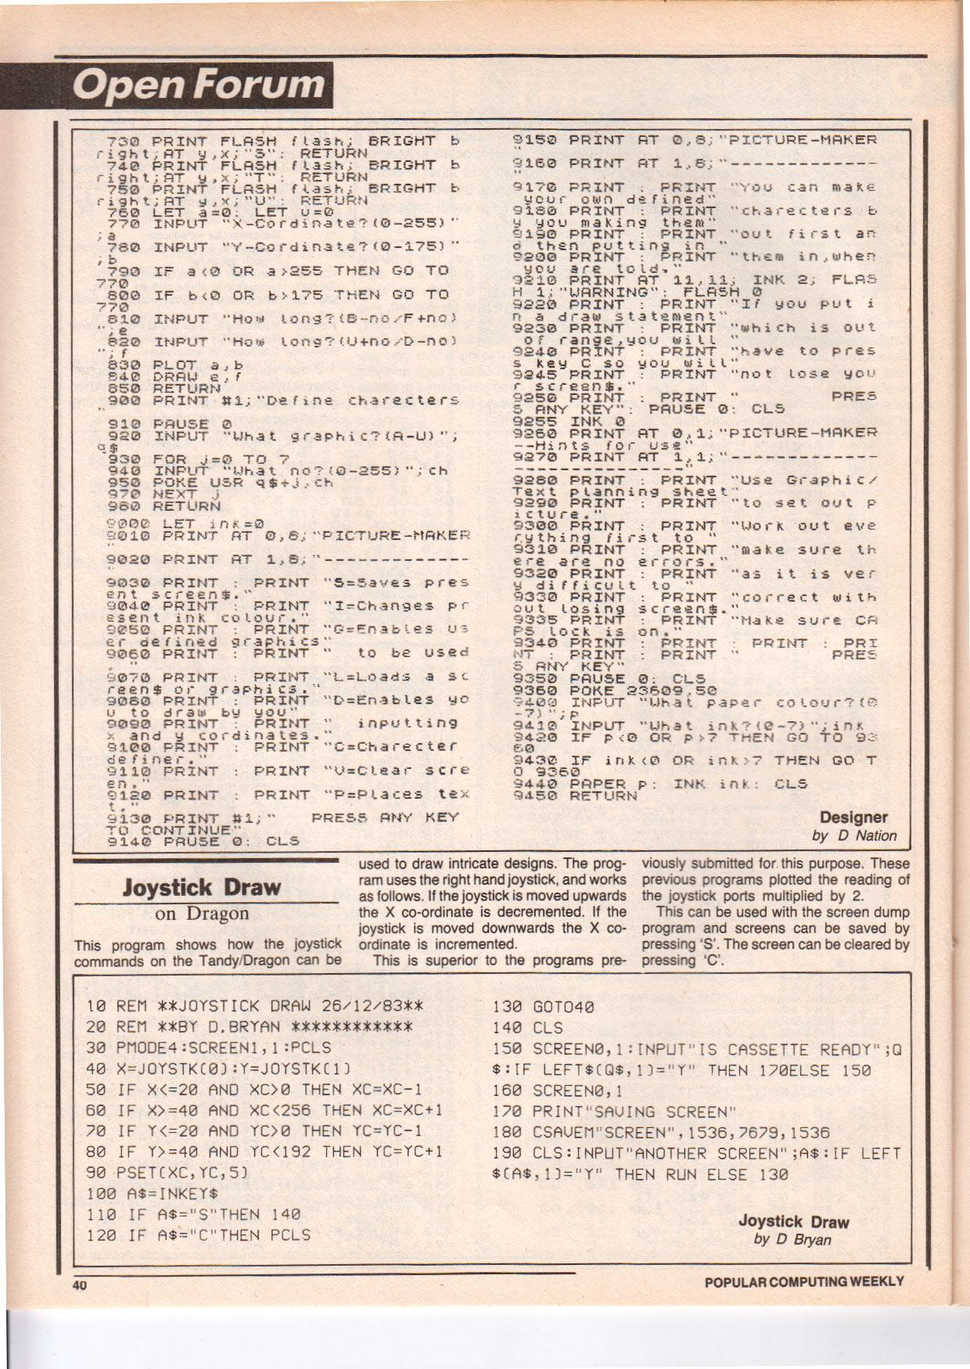 Open Forum
730 PRINT FLASH flash; BRIGHT b
right;AT y,x;"S": RETURN
740 PRINT FLASH flash; BRIGHT b
right;AT y,x;"T": RETURN
750 PRINT FLASH flash; BRIGHT b
right;AT y,x;"U": RETURN
760 LET a=0: LET u=0
770 INPUT "X-Cordinate?(0-255)"
;a
780 INPUT "Y-Cordinate?(0-175)"
;b
790 IF a<0 OR a>255 THEN GO TO
770
800 IF b<0 OR b>175 THEN GO TO
770
810 INPUT "How long?(B-no/F+no)
";e
820 INPUT "How long?(U+no/D-no)
";f
830 PLOT a,b
840 DRAW e,f
850 RETURN
900 PRINT #1;"Define charecters
"
910 PAUSE 0
920 INPUT "What graphic?(A-U)";
q$
930 FOR j=0 TO 7
940 INPUT "What no?(0-255)";ch
950 POKE USR q$+j,ch
970 NEXT j
980 RETURN
9000 LET ink=0
9010 PRINT AT 0,8;"PICTURE-MAKER
"
9020 PRINT AT 1,8;"-------------
"
9030 PRINT : PRINT "S=Saves pres
ent screen$."
9040 PRINT : PRINT "I=Changes pr
esent ink colour."
9050 PRINT : PRINT "G=Enables us
er defined graphics"
9060 PRINT : PRINT "  to be used
."
9070 PRINT : PRINT "L=Loads a sc
reen$ or graphics."
9080 PRINT : PRINT "D=Enables yo
u to draw by you"
9090 PRINT : PRINT "  inputting
x and y cordinates."
9100 PRINT : PRINT "C=Charecter
definer."
9110 PRINT : PRINT "V=Clear scre
en."
9120 PRINT : PRINT "P=Places tex
t."
9130 PRINT #1;"   PRESS ANY KEY
TO CONTINUE"
9140 PAUSE 0: CLS
9150 PRINT AT 0,8;"PICTURE-MAKER
"
9160 PRINT AT 1,8;"-------------
"
9170 PRINT : PRINT "You can make
your own defined"
9180 PRINT : PRINT "charecters b
y you making them"
9190 PRINT : PRINT "out first an
d then putting in "
9200 PRINT : PRINT "them in,when
you are told."
9210 PRINT AT 11,11; INK 2; FLAS
H 1;"WARNING": FLASH 0
9220 PRINT : PRINT "If you put i
n a draw statement"
9230 PRINT : PRINT "which is out
of range,you will "
9240 PRINT : PRINT "have to pres
s key C so you will"
9245 PRINT : PRINT "not lose you
r screen$."
9250 PRINT : PRINT "        PRES
S ANY KEY": PAUSE 0: CLS
9255 INK 0
9260 PRINT AT 0,1;"PICTURE-MAKER
--Hints for use"
9270 PRINT AT 1,1;"-------------
---------------"
9280 PRINT : PRINT "Use Graphic/
Text planning sheet"
9290 PRINT : PRINT "to set out p
icture."
9300 PRINT : PRINT "Work out eve
rything first to "
9310 PRINT : PRINT "make sure th
ere are no errors."
9320 PRINT : PRINT "as it is ver
y difficult to "
9330 PRINT : PRINT "correct with
out losing screen$."
9335 PRINT : PRINT "Make sure CA
PS lock is on."
9340 PRINT : PRINT : PRINT : PRI
NT : PRINT : PRINT "        PRES
S ANY KEY"
9350 PAUSE 0: CLS
9360 POKE 23609,50
9400 INPUT "What paper colour?(0
-7)";p
9410 INPUT "What ink?(0-7)";ink
9420 IF p<0 OR p>7 THEN GO TO 93
60
9430 IF ink<0 OR ink>7 THEN GO T
O 9360
9440 PAPER p: INK ink: CLS
9450 RETURN
Designer
by D Nation
Joystick Draw
on Dragon
This program shows how the joystick
commands on the Tandy/Dragon can be
used to draw intricate designs. The prog-
ram uses the right hand joystick, and works
as follows. If the joystick is moved upwards
the X co-ordinate is decremented. If the
joystick is moved downwards the X co-
ordinate is incremented.
This is superior to the programs pre-
viously submitted for this purpose. These
previous programs plotted the reading of
the joystick ports multiplied by 2.
This can be used with the screen dump
program and screens can be saved by
pressing 'S'. The screen can be cleared by
pressing 'C'.
10 REM **JOYSTICK DRAW 26/12/83**
20 REM **BY D.BRYAN ************
30 PMODE4:SCREEN1,1:PCLS
40 X=JOYSTK(0):Y=JOYSTK(1)
50 IF X<=20 AND XC>0 THEN XC=XC-1
60 IF X>=40 AND XC<256 THEN XC=XC+1
70 IF Y<=20 AND YC>0 THEN YC=YC-1
80 IF Y>=40 AND YC<192 THEN YC=YC+1
90 PSET(XC,YC,5)
100 A$=INKEY$
110 IF A$="S"THEN 140
120 IF A$="C"THEN PCLS
130 GOTO40
140 CLS
150 SCREEN0,1:INPUT"IS CASSETTE READY";Q
$:IF LEFT$(Q$,1)="Y" THEN 170ELSE 150
160 SCREEN0,1
170 PRINT"SAVING SCREEN"
180 CSAVEM"SCREEN",1536,7679,1536
190 CLS:INPUT"ANOTHER SCREEN";A$:IF LEFT
$(A$,1)="Y" THEN RUN ELSE 130
Joystick Draw
by D Bryan
40
POPULAR COMPUTING WEEKLY